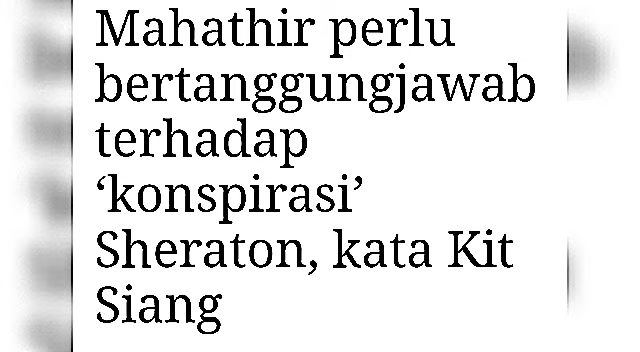 Mahathir perlu
bertanggungjawab
terhadap
‘konspirasi’
Sheraton, kata Kit
Siang